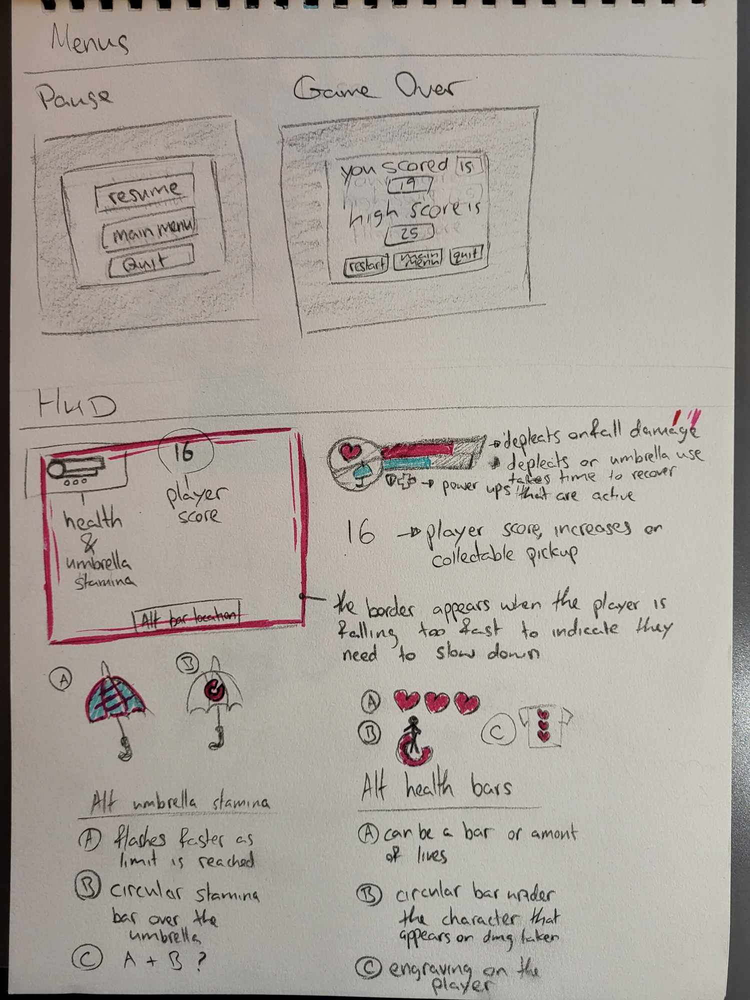 Menus
Pause
resume
main menu
Quit
Game Over
you scored is
19
high score is
25
restart
main
menu
quit
HUD
16
health
&
umbrella
stamina
player
score
Alt bar location
depleats on fall damage
depleats or umbrella use
takes time to recover
power ups that are active
16 player score, increases on
collectable pickup
the border appears when the player is
falling too fast to indicate they
need to slow down
A
B
Alt umbrella stamina
A flashes faster as
limit is reached
B circular stamina
bar over the
umbrella
C A + B ?
A
B
C
Alt health bars
A can be a bar or amont
of lives
B circular bar under
the character that
appears on dmg taken
C engraving on the
player